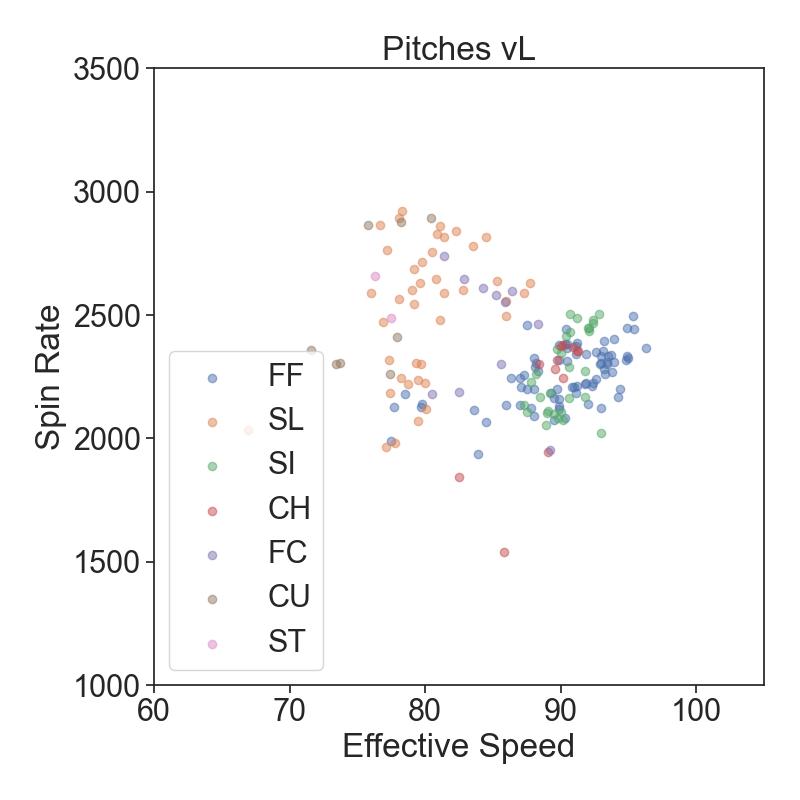 Pitches vL
3500
3000
2500
2000
1500
1000
Spin Rate
FF
SL
SI
CH
FC
CU
ST
60 70 80 90 100
Effective Speed